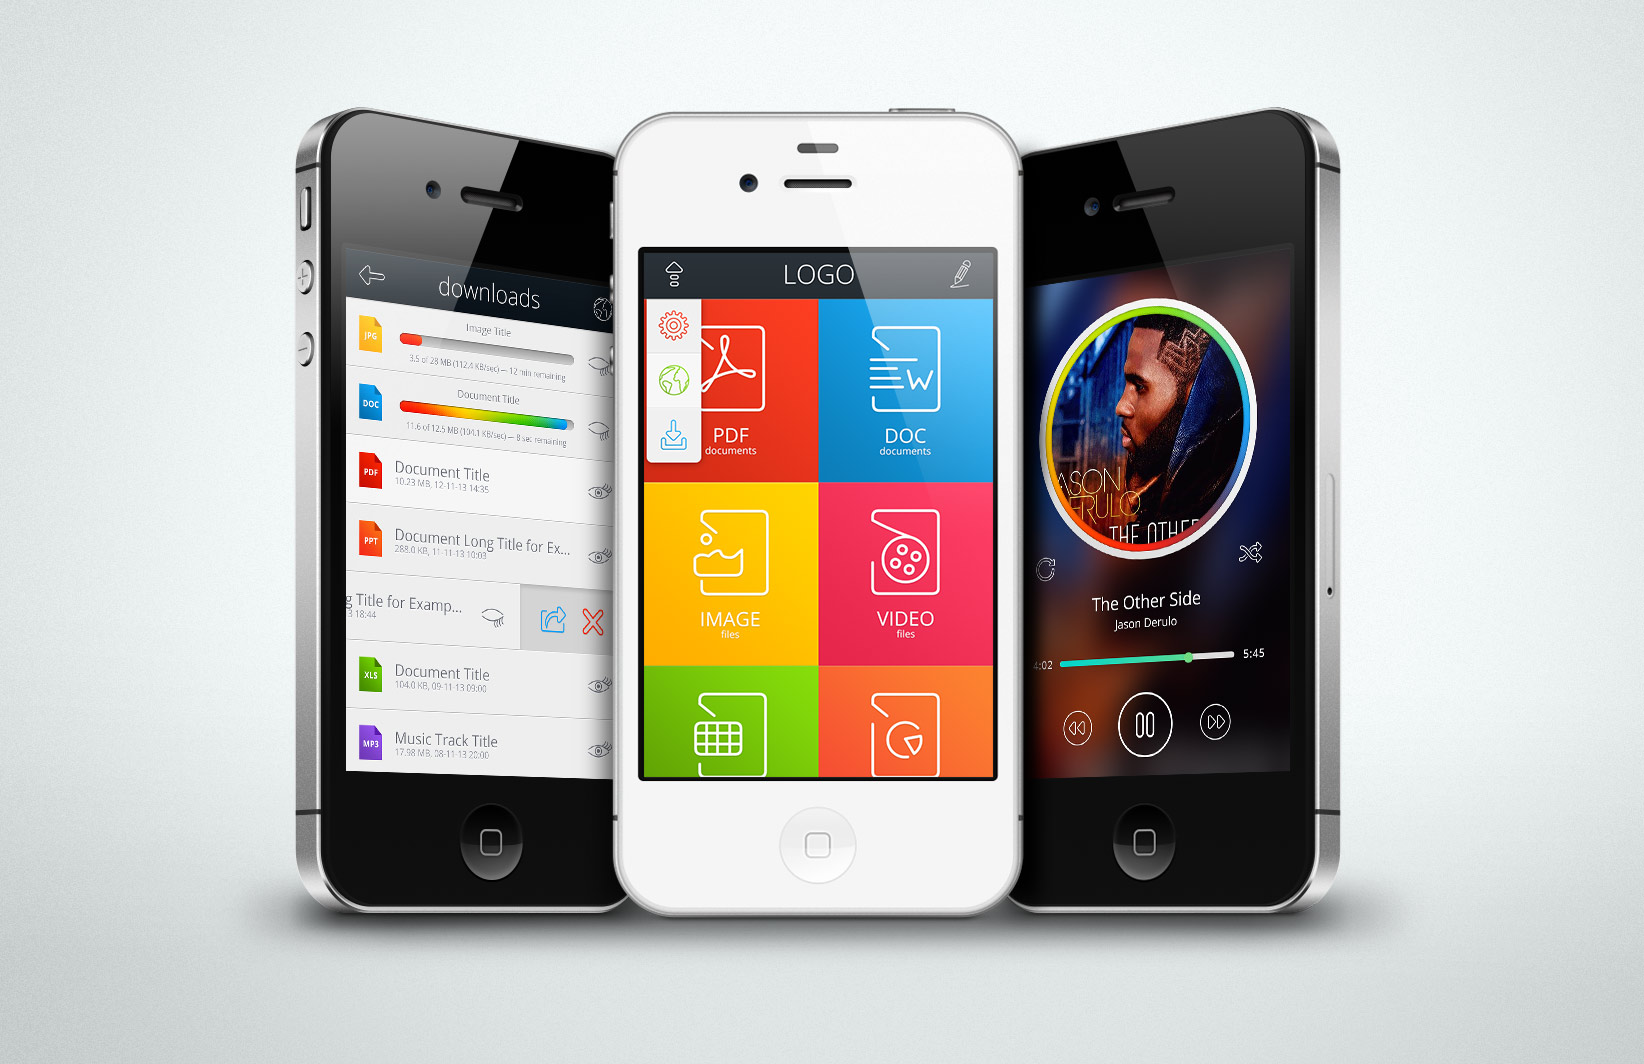 downloads
JPG
Image Title
3.5 of 28 MB (112.4 KB/sec) — 12 min remaining
DOC
Document Title
11.6 of 12.5 MB (104.1 KB/sec) — 8 sec remaining
PDF
Document Title
10.23 MB, 12-11-13 14:35
PPT
Document Long Title for Ex...
288.0 KB, 11-11-13 10:03
g Title for Examp...
3 18:44
XLS
Document Title
104.0 KB, 09-11-13 09:00
MP3
Music Track Title
17.98 MB, 08-11-13 20:00
LOGO
PDF
documents
W
DOC
documents
IMAGE
files
VIDEO
files
ASON
ERULO
THE OTHER
The Other Side
Jason Derulo
4:02
5:45